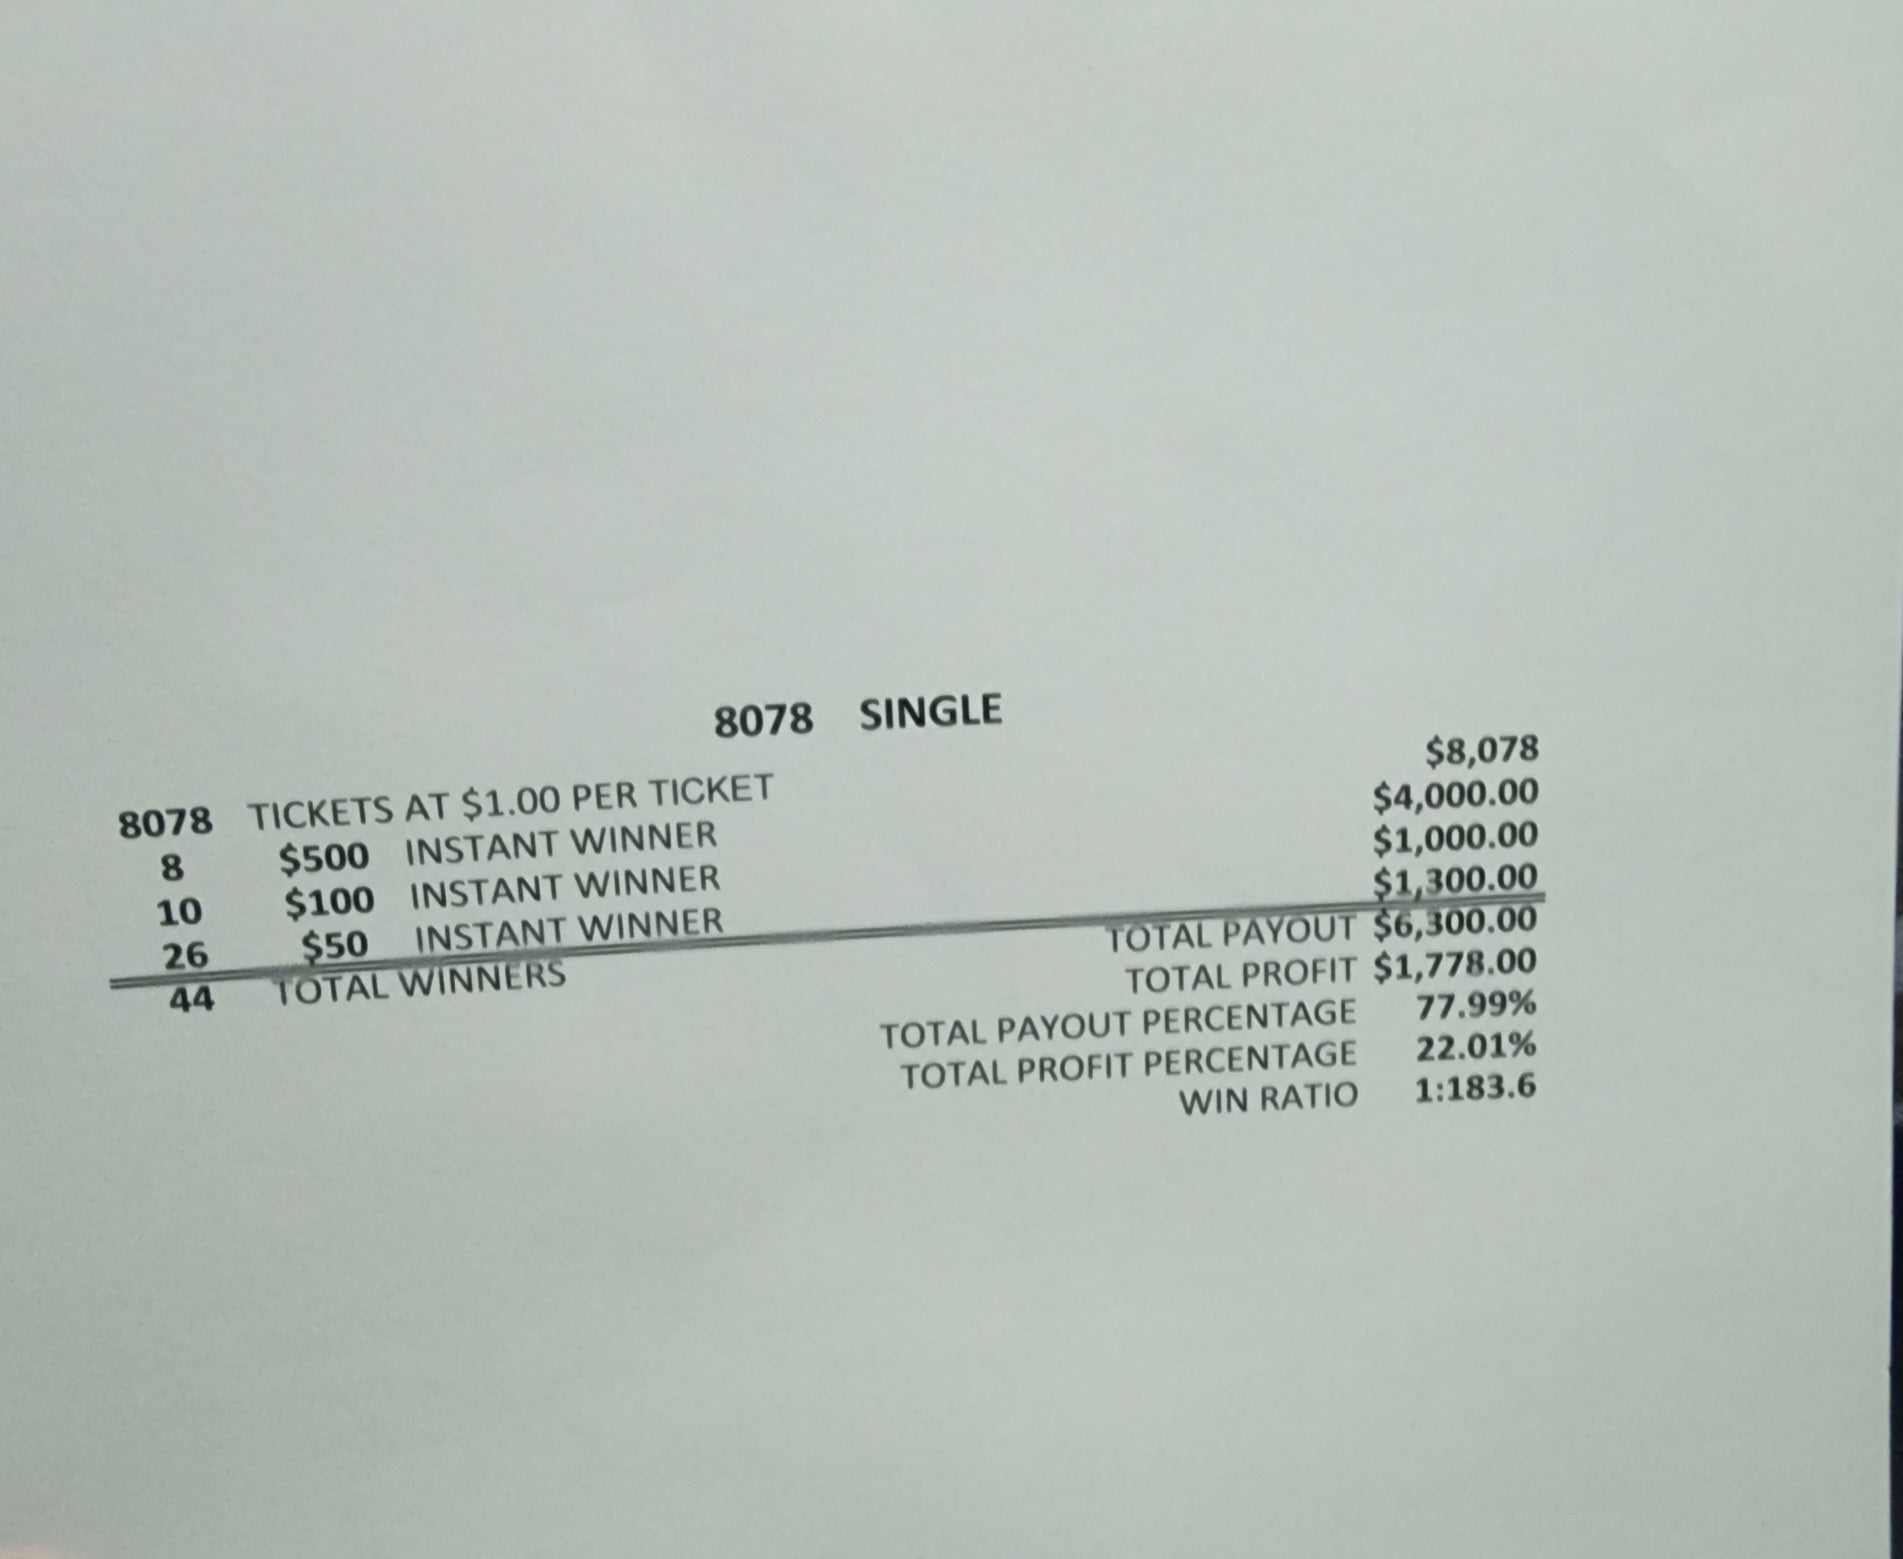 8078 SINGLE
8078 TICKETS AT $1.00 PER TICKET $8,078
8 $500 INSTANT WINNER $4,000.00
10 $100 INSTANT WINNER $1,000.00
26 $50 INSTANT WINNER $1,300.00
44 TOTAL WINNERS TOTAL PAYOUT $6,300.00
TOTAL PROFIT $1,778.00
TOTAL PAYOUT PERCENTAGE 77.99%
TOTAL PROFIT PERCENTAGE 22.01%
WIN RATIO 1:183.6